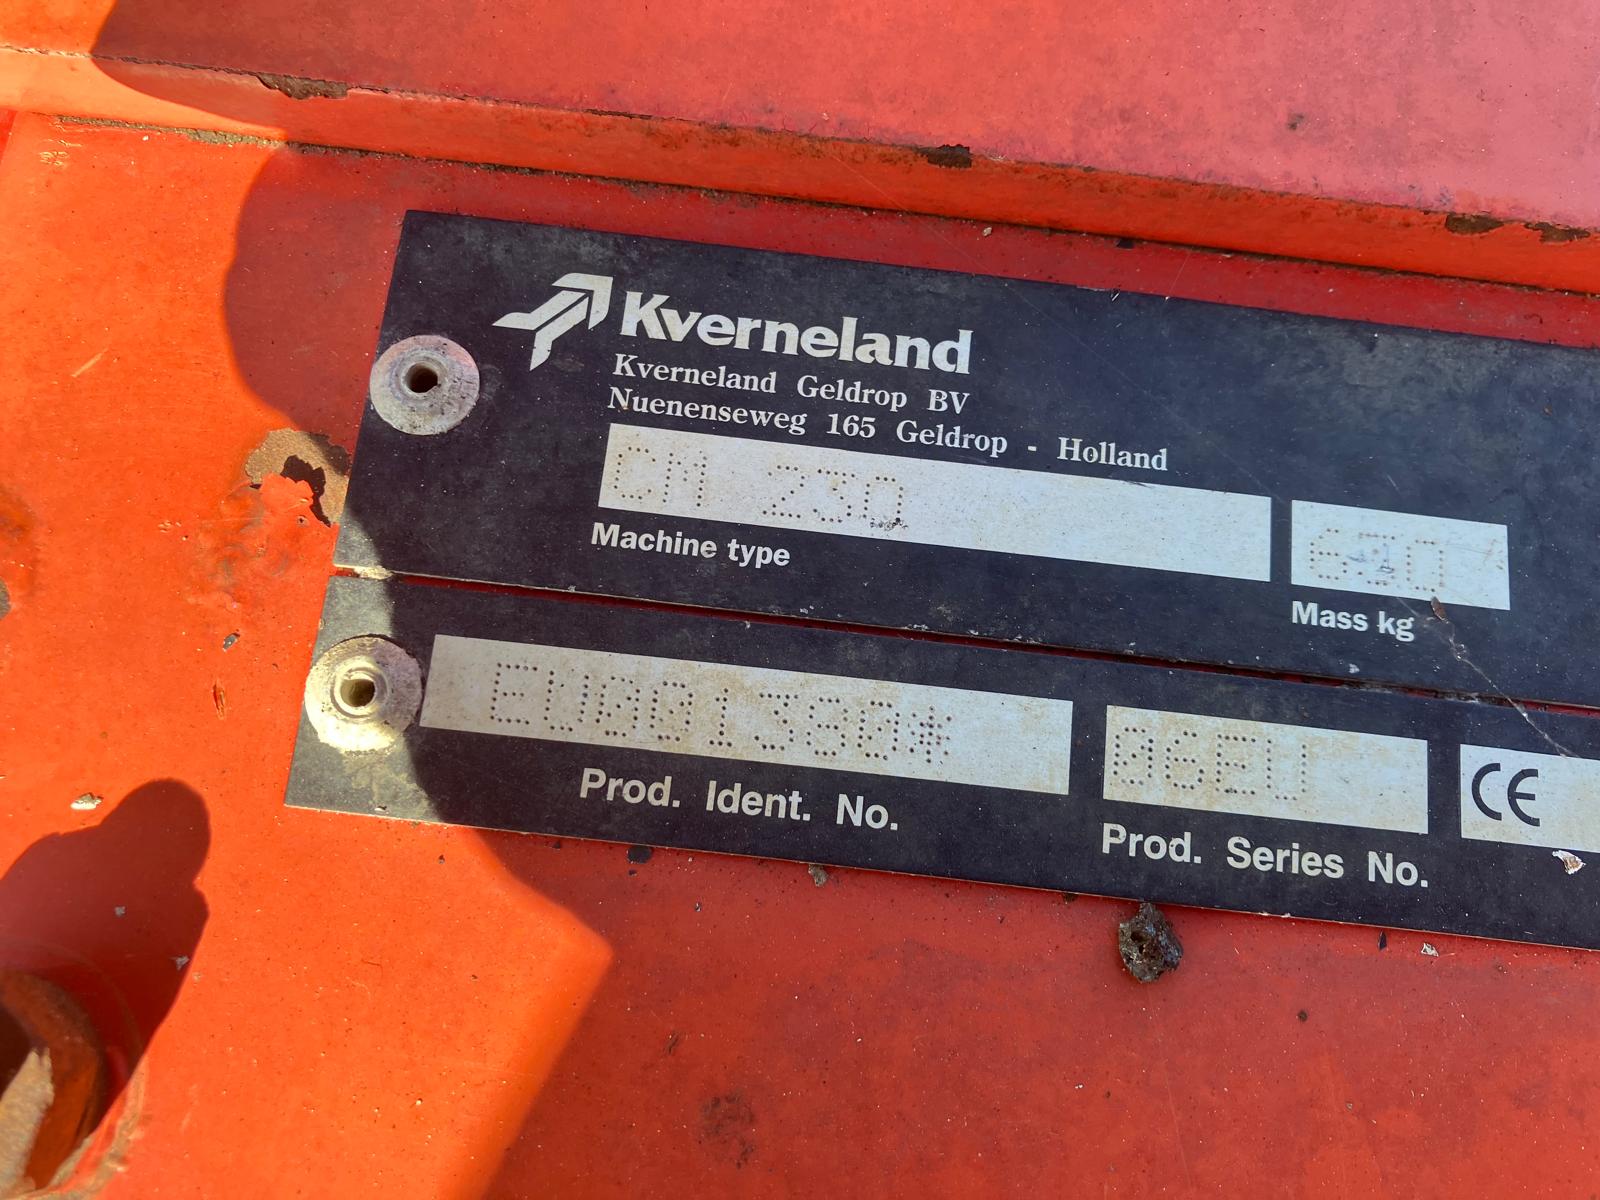 Kverneland
Kverneland Geldrop BV
Nuenenseweg 165 Geldrop - Holland
CM 230
Machine type
Mass kg
EU001380*
Prod. Ident. No.
06EU
Prod. Series No.
CE